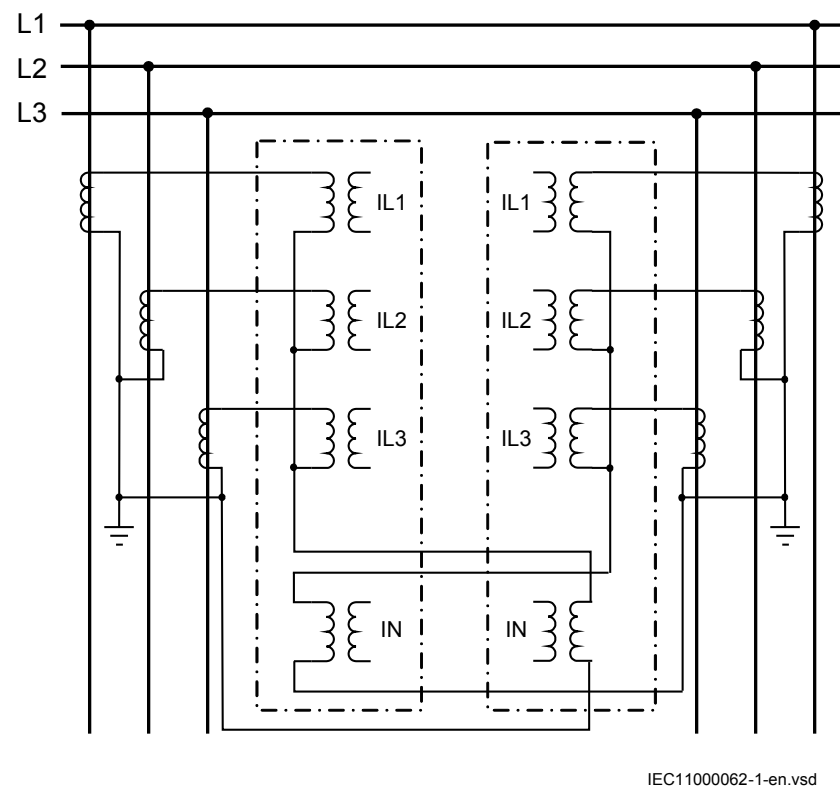 L1
L2
L3
IL1 IL1
IL2 IL2
IL3 IL3
IN IN
IEC11000062-1-en.vsd